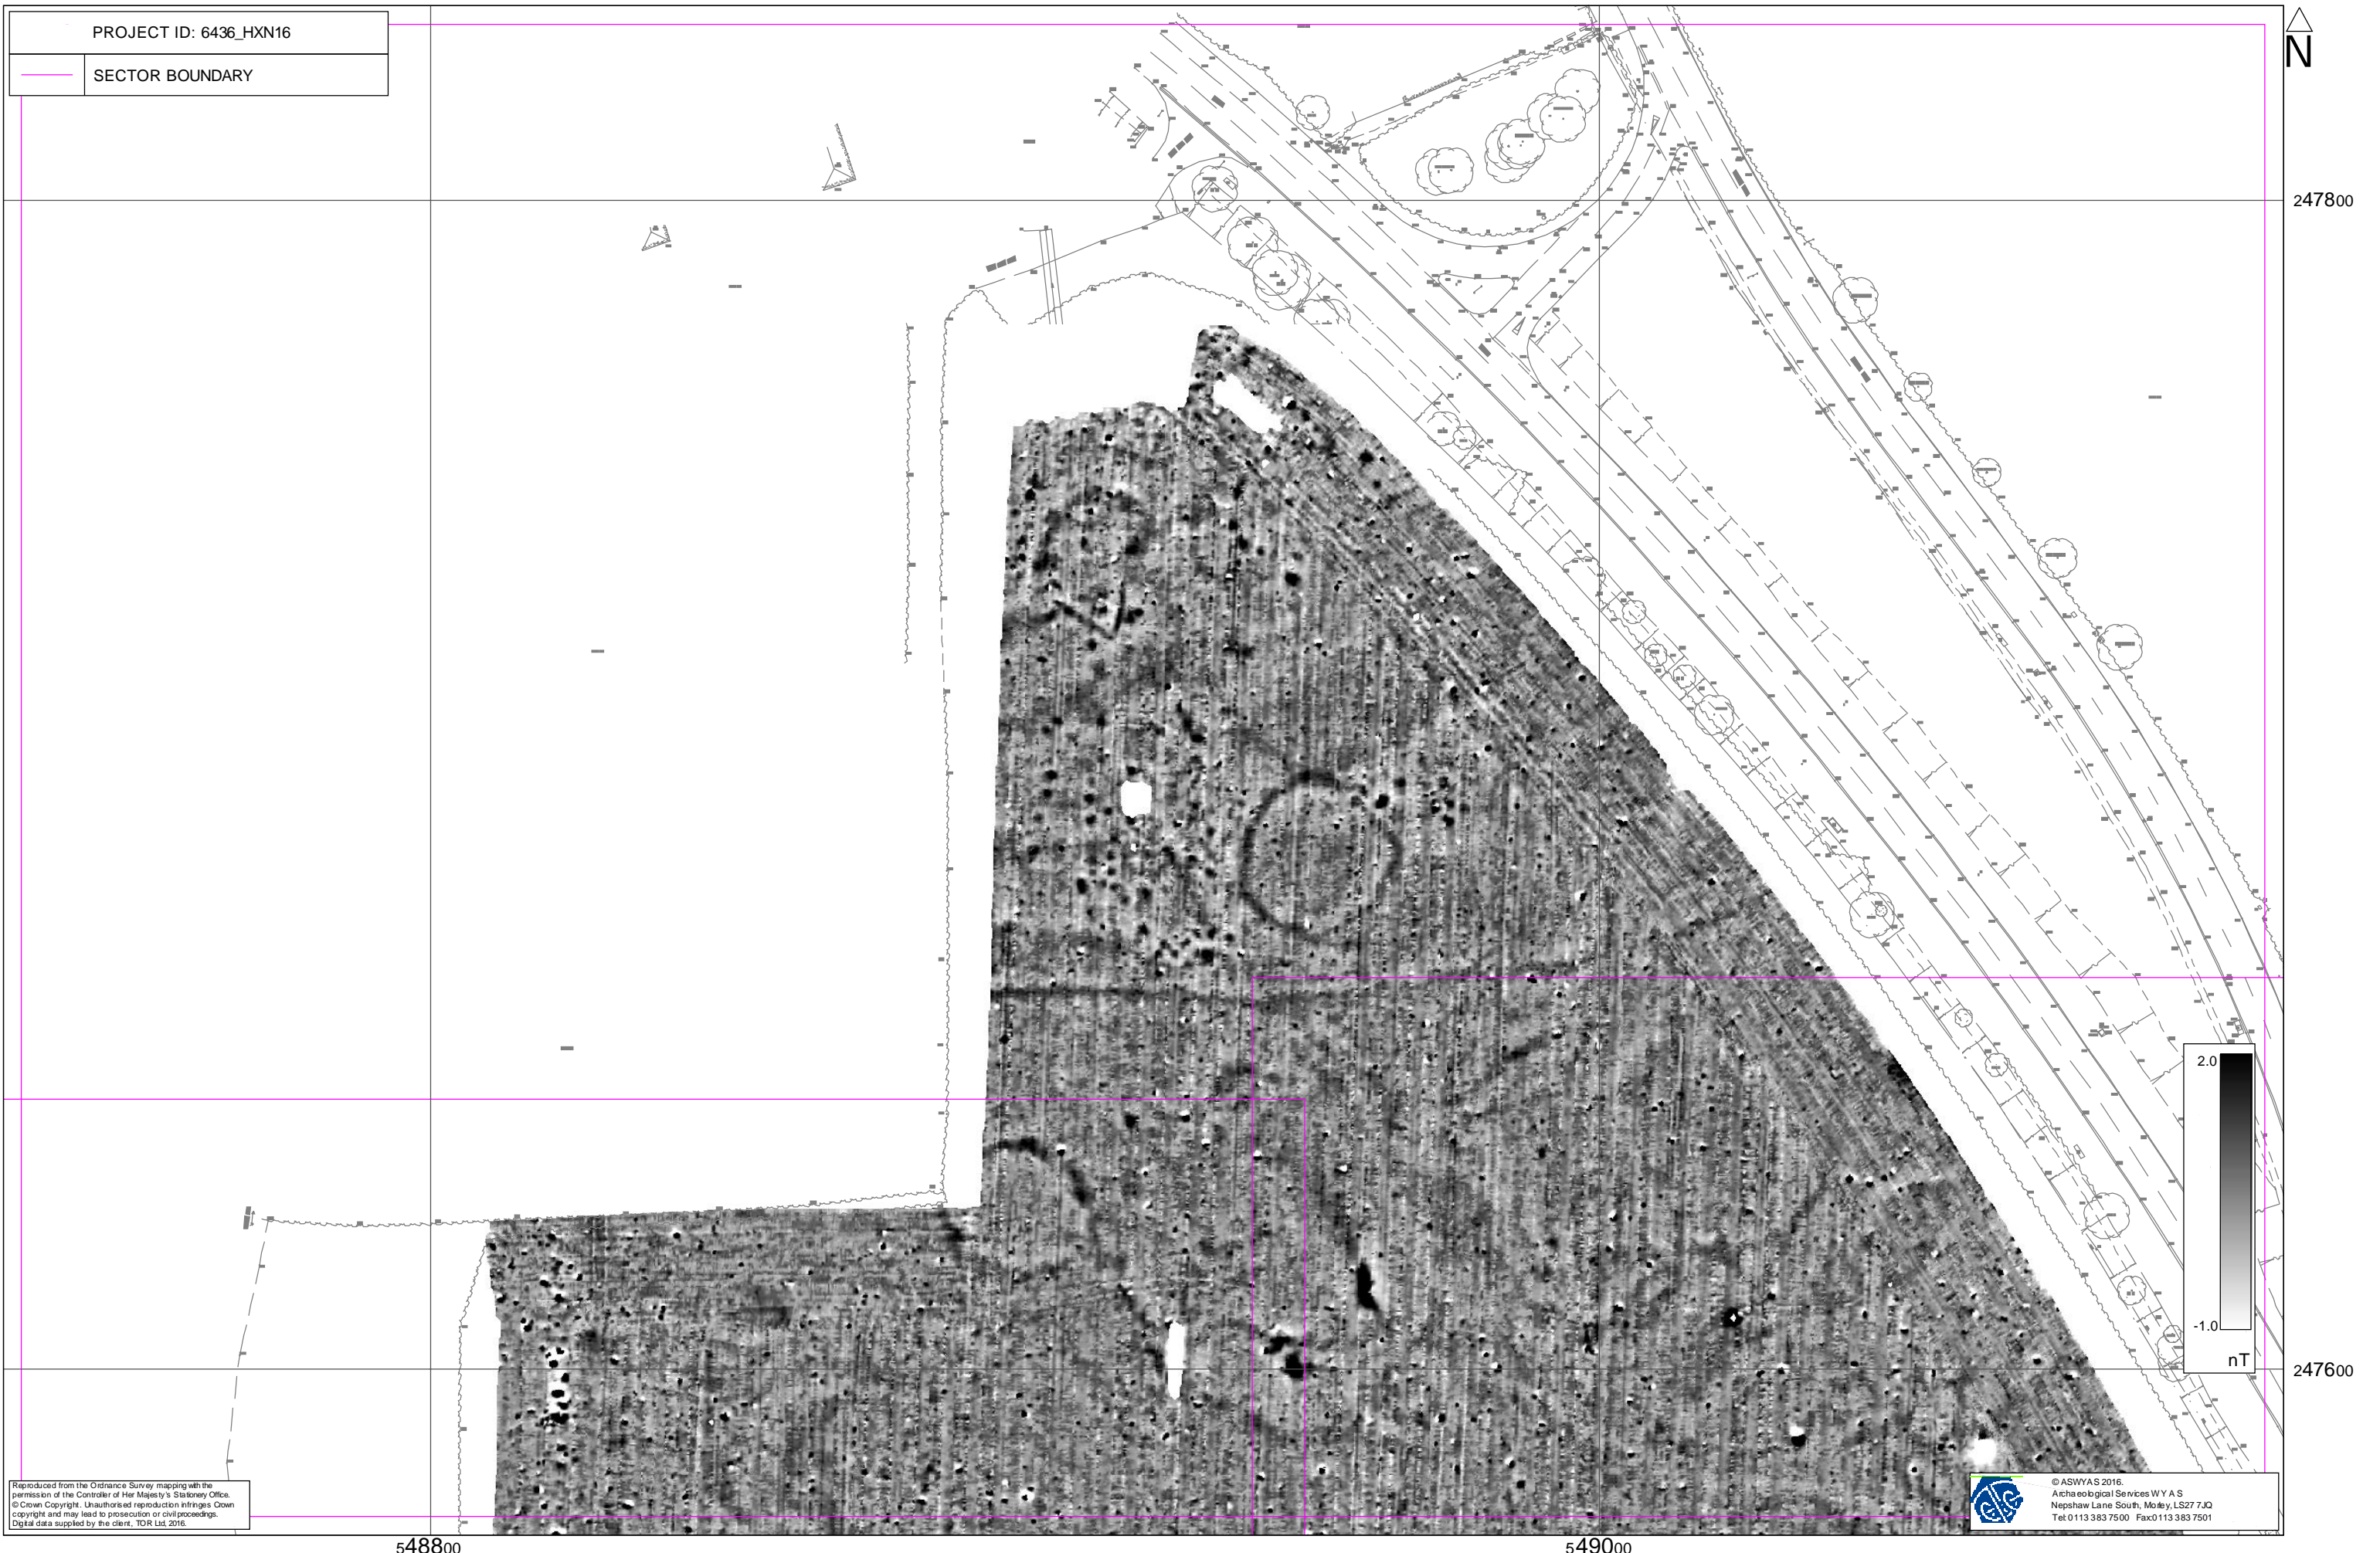 PROJECT ID: 6436_HXN16
SECTOR BOUNDARY
N
247800
2.0
-1.0
nT
247600
Reproduced from the Ordnance Survey mapping with the
permission of the Controller of Her Majesty's Stationery Office.
© Crown Copyright. Unauthorised reproduction infringes Crown
copyright and may lead to prosecution or civil proceedings.
Digital data supplied by the client, TOR Ltd, 2016.
© ASWYAS 2016.
Archaeological Services W Y A S
Nepshaw Lane South, Morley, LS27 7JQ
Tel: 0113 383 7500 Fax: 0113 383 7501
548800
549000